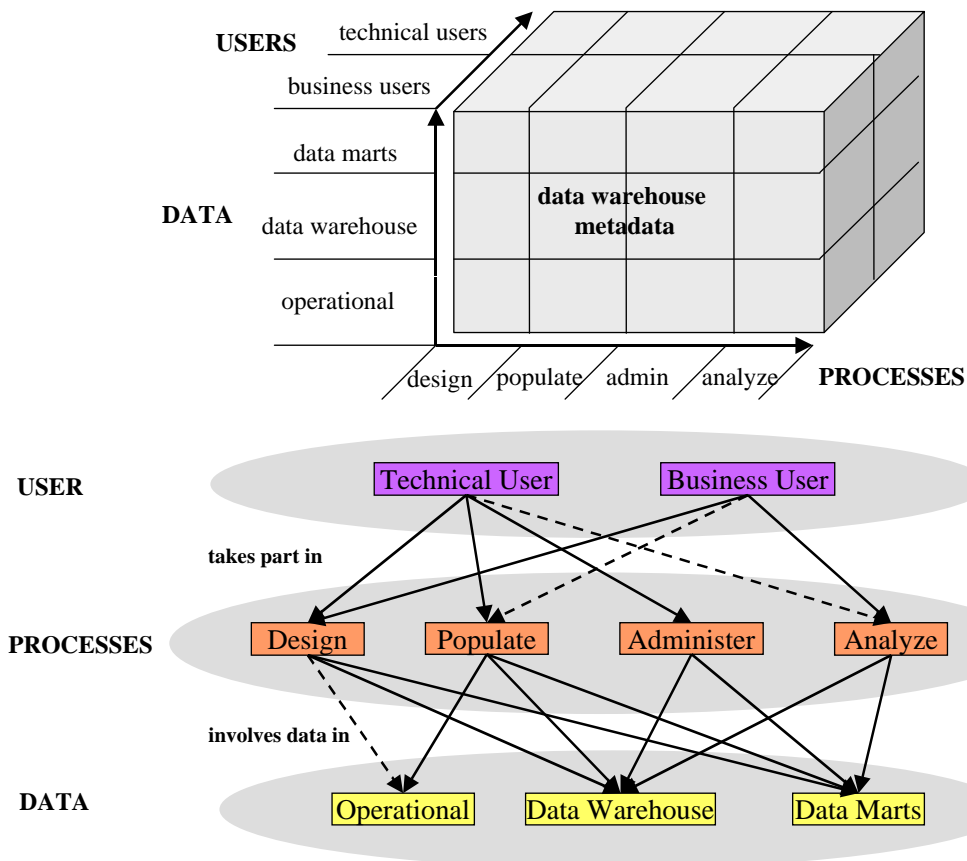 technical users
USERS
business users
data marts
data warehouse
metadata
DATA
data warehouse
operational
design populate admin analyze PROCESSES
USER
Technical User Business User
takes part in
PROCESSES
Design Populate Administer Analyze
involves data in
DATA
Operational Data Warehouse Data Marts